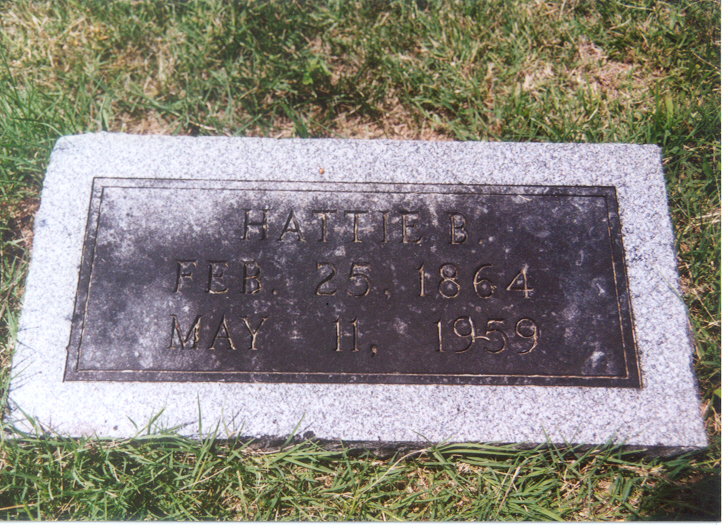 HATTIE B.
FEB. 25, 1864
MAY 11, 1959